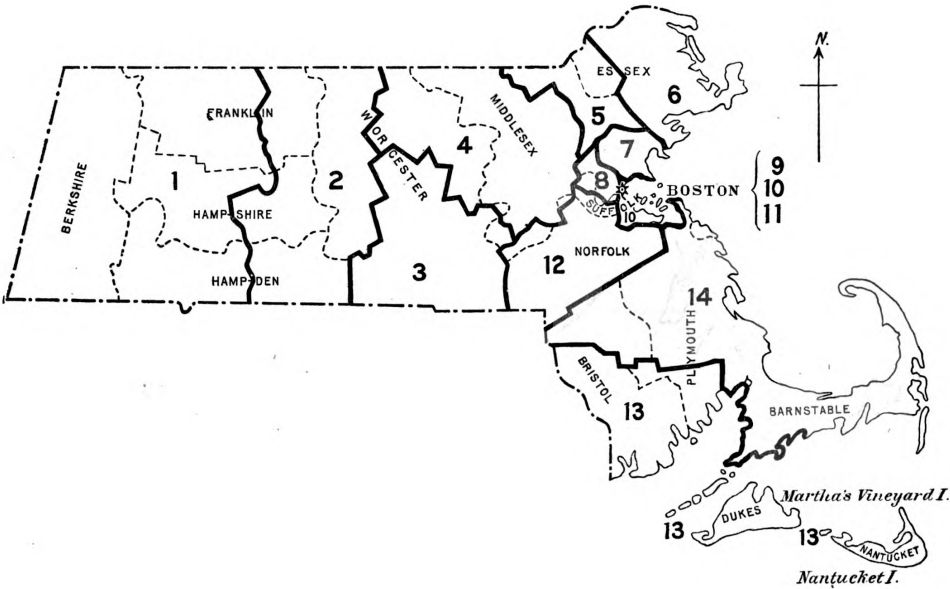 N.
ESSEX
6
5
FRANKLIN
WORCESTER
MIDDLESEX
4
7
9
10
11
BERKSHIRE
1
2
8
BOSTON
SUFFOLK
10
HAMPSHIRE
HAMPDEN
3
12
NORFOLK
14
PLYMOUTH
BRISTOL
13
BARNSTABLE
Martha's Vineyard I.
13
DUKES
13
NANTUCKET
Nantucket I.